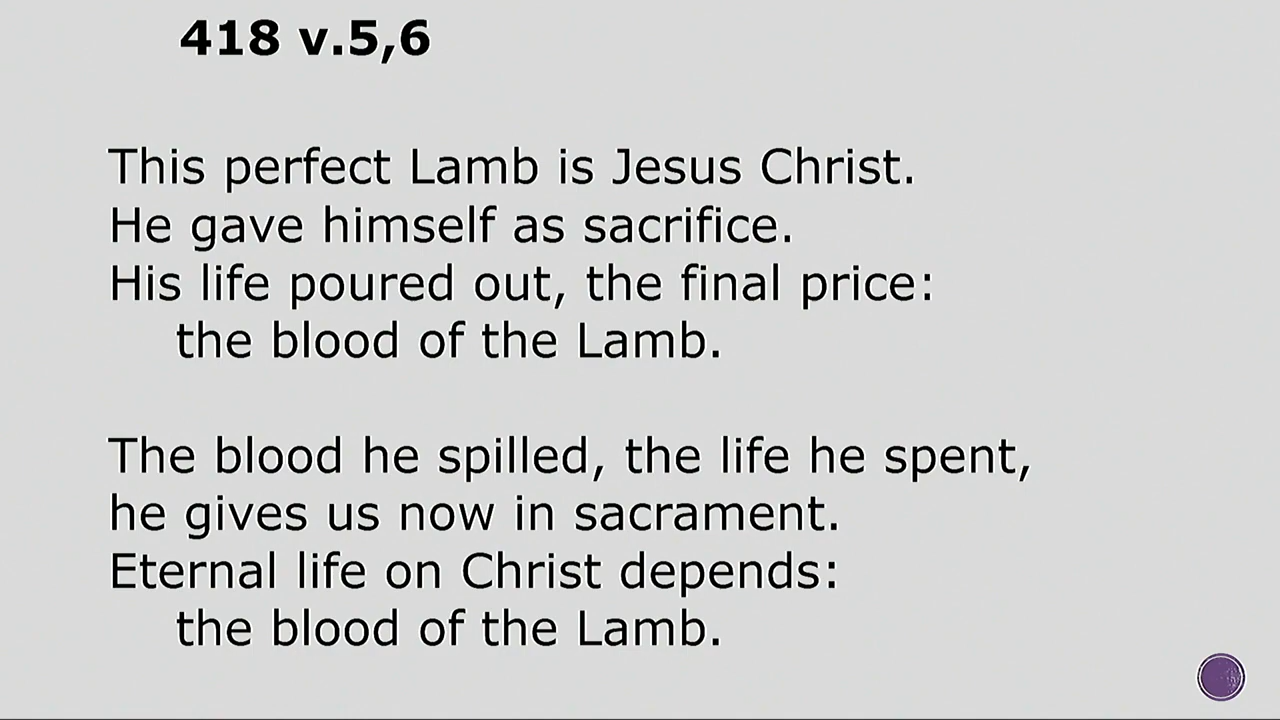 418 v.5,6
This perfect Lamb is Jesus Christ.
He gave himself as sacrifice.
His life poured out, the final price:
the blood of the Lamb.
The blood he spilled, the life he spent,
he gives us now in sacrament.
Eternal life on Christ depends:
the blood of the Lamb.